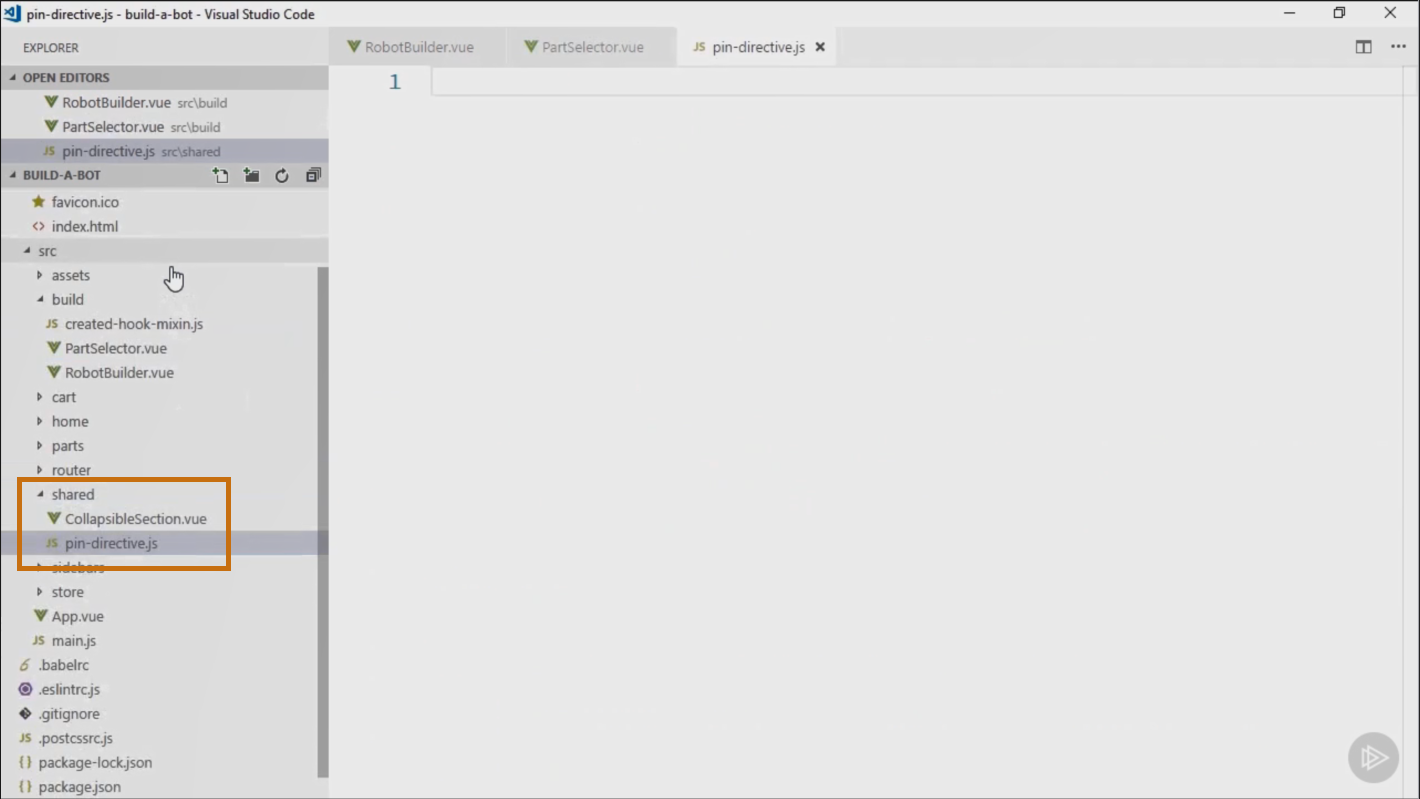 pin-directive.js - build-a-bot - Visual Studio Code
EXPLORER
RobotBuilder.vue PartSelector.vue JS pin-directive.js
OPEN EDITORS
RobotBuilder.vue src\build
PartSelector.vue src\build
JS pin-directive.js src\shared
BUILD-A-BOT
favicon.ico
<> index.html
src
assets
build
JS created-hook-mixin.js
PartSelector.vue
RobotBuilder.vue
cart
home
parts
router
shared
CollapsibleSection.vue
JS pin-directive.js
sidebars
store
App.vue
JS main.js
.babelrc
.eslintrc.js
.gitignore
JS .postcssrc.js
{} package-lock.json
{} package.json
1